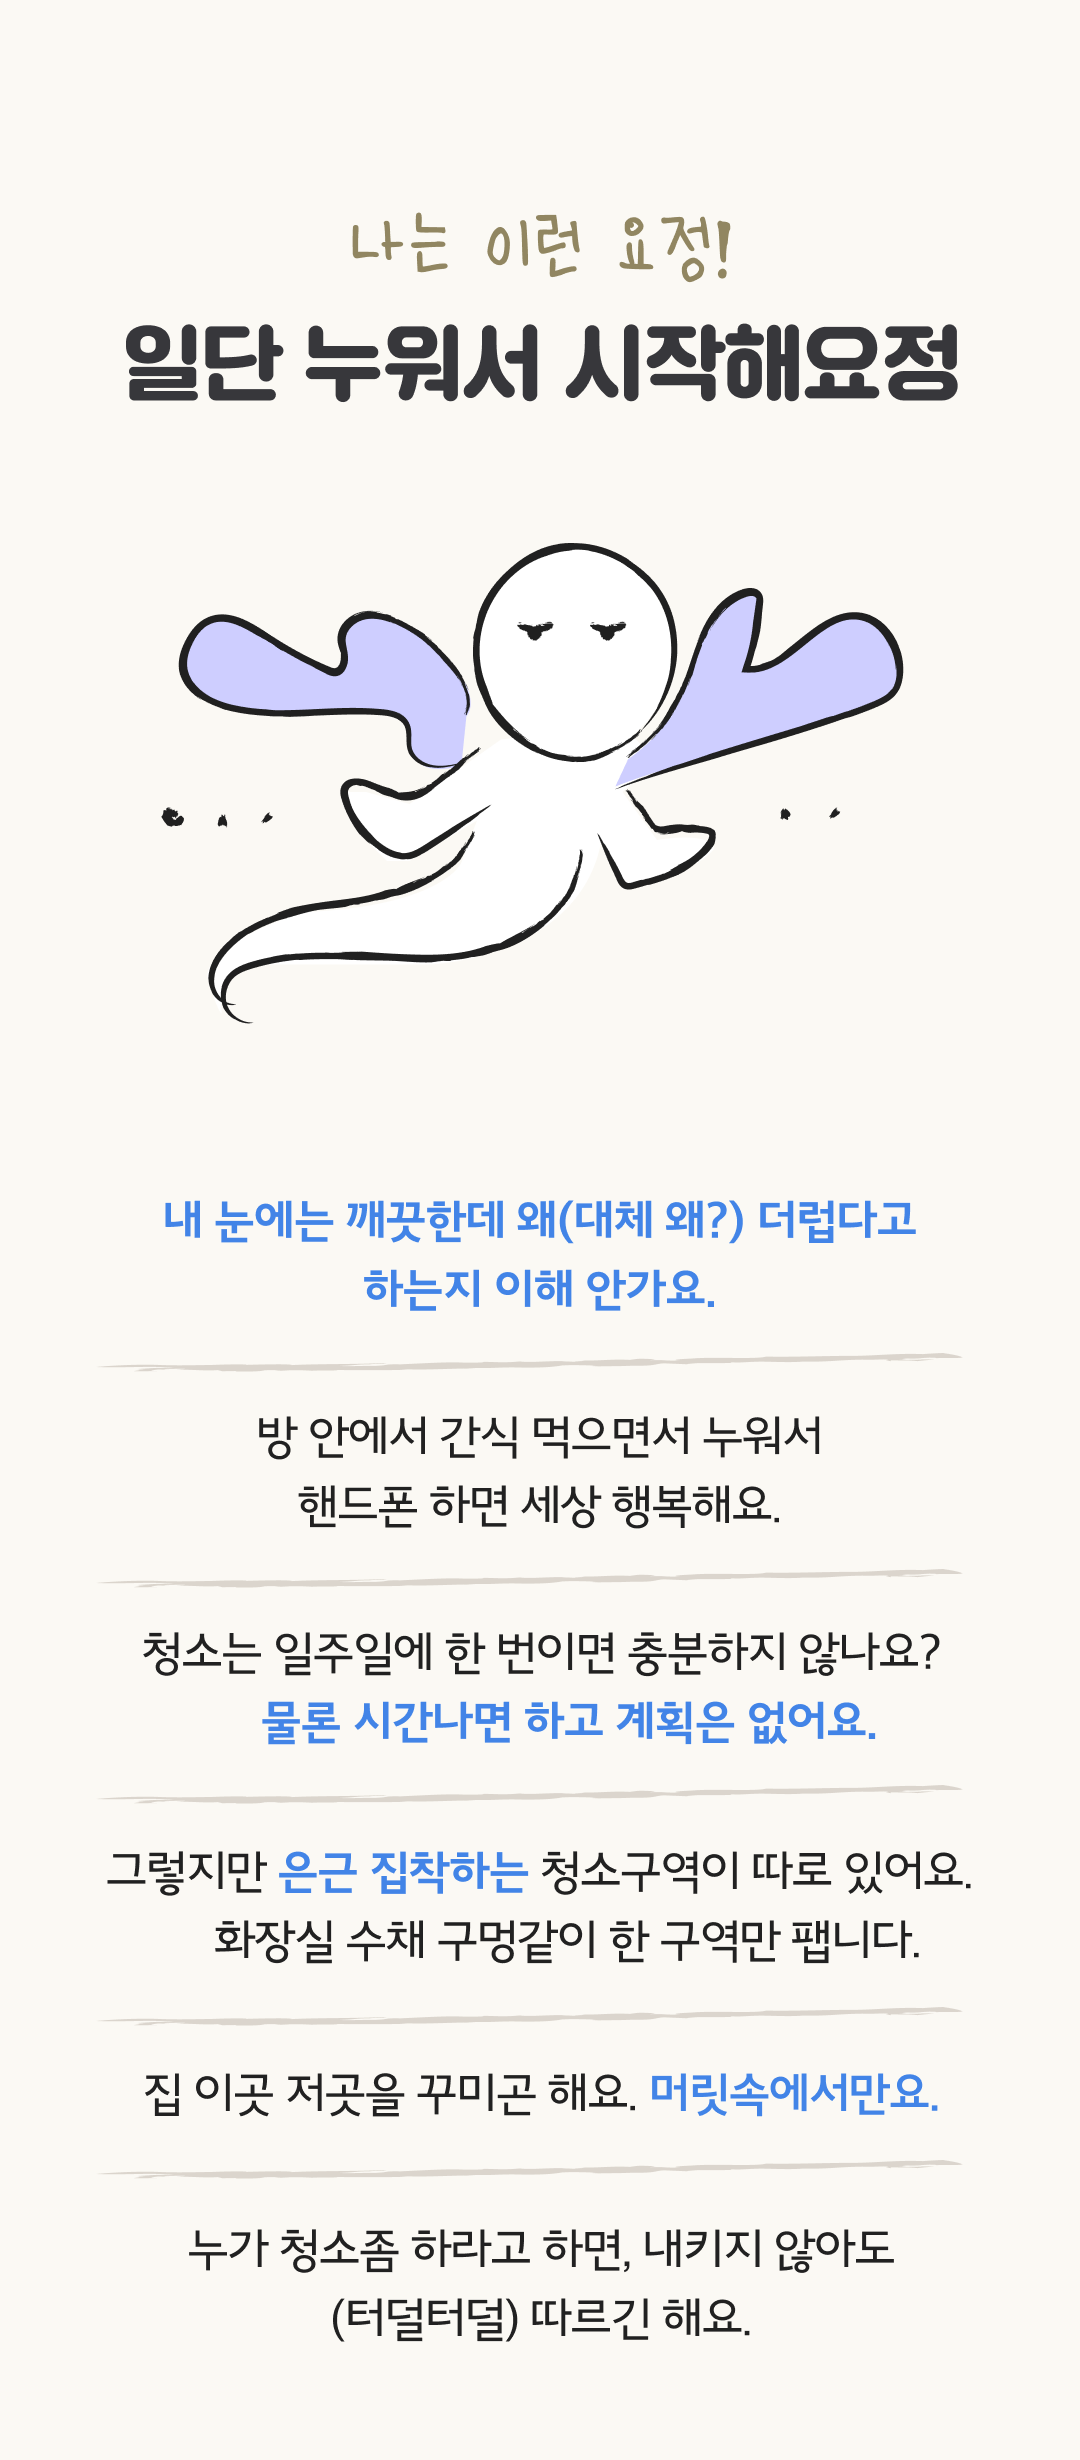 나는 이런 요정!
일단 누워서 시작해요정
내 눈에는 깨끗한데 왜(대체 왜?) 더럽다고
하는지 이해 안가요.
방 안에서 간식 먹으면서 누워서
핸드폰 하면 세상 행복해요.
청소는 일주일에 한 번이면 충분하지 않나요?
물론 시간나면 하고 계획은 없어요.
그렇지만 은근 집착하는 청소구역이 따로 있어요.
화장실 수채 구멍같이 한 구역만 팹니다.
집 이곳 저곳을 꾸미곤 해요. 머릿속에서만요.
누가 청소좀 하라고 하면, 내키지 않아도
(터덜터덜) 따르긴 해요.